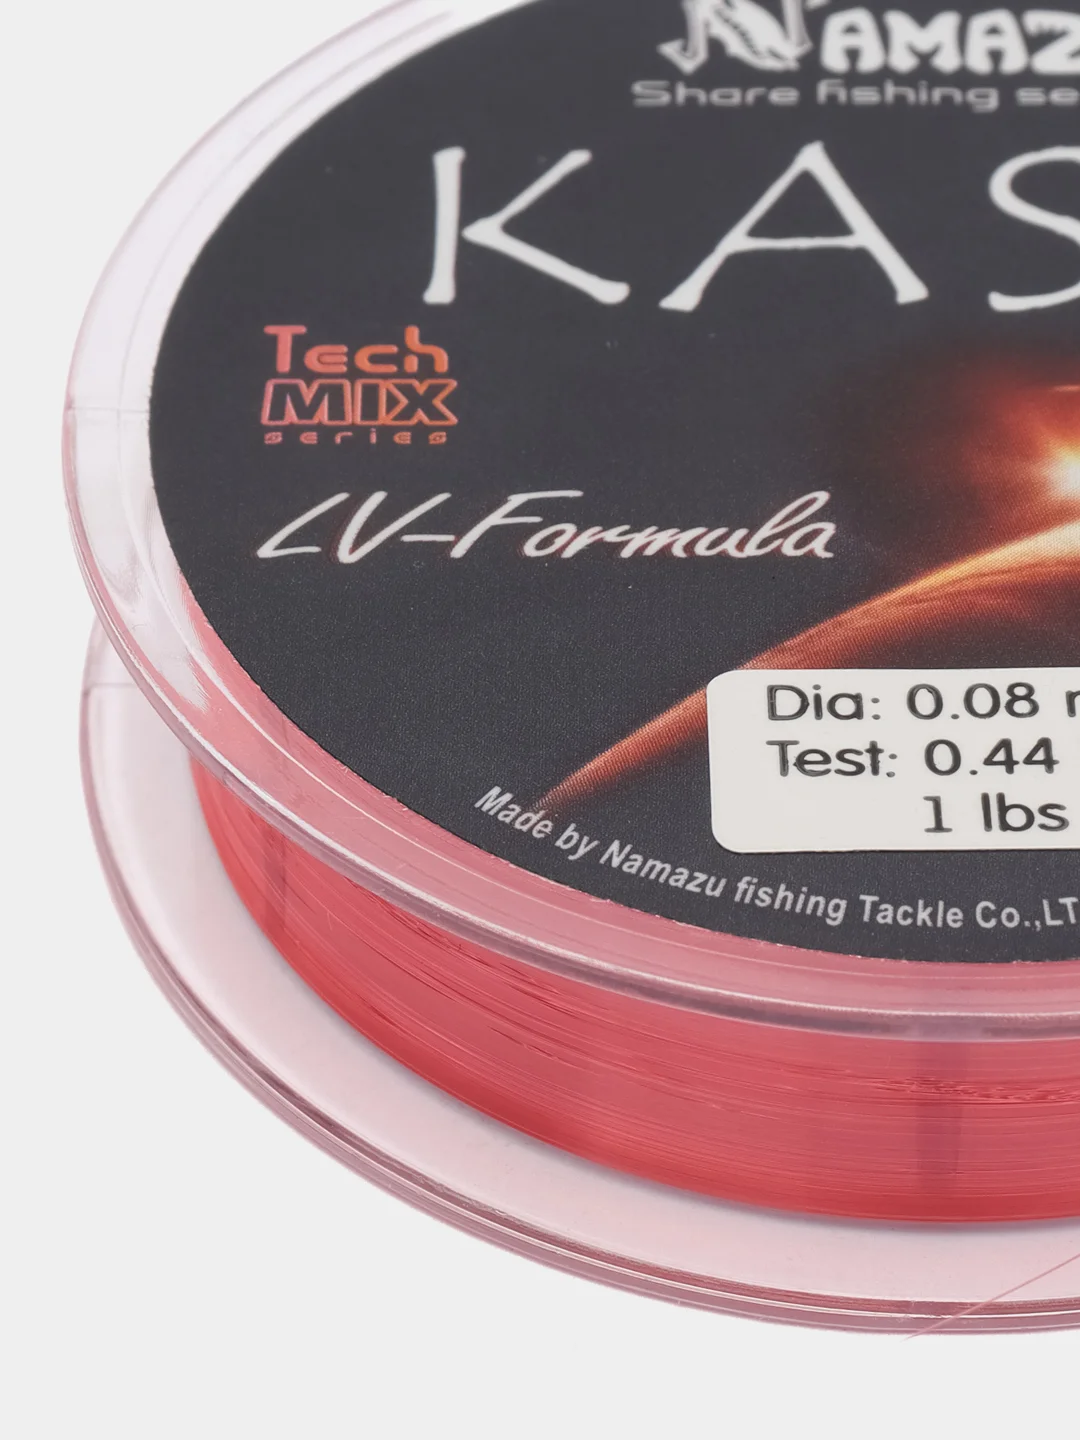 NAMAZ
Share fishing se
KAS
Tech
MIX
series
LV-Formula
Dia: 0.08
Test: 0.44
1 lbs
Made by Namazu fishing Tackle Co.,LT